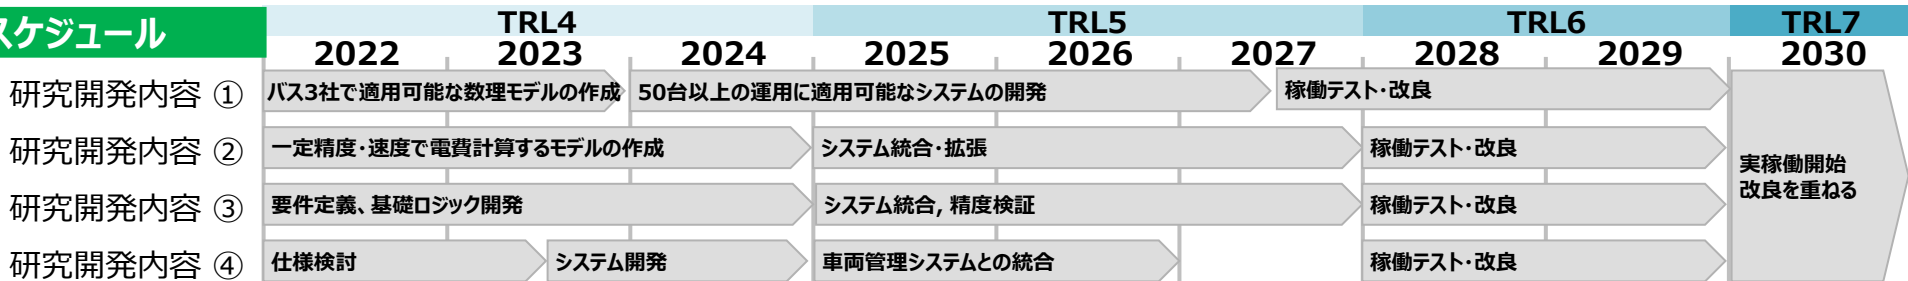 スケジュール
TRL4 TRL5 TRL6 TRL7
2022 2023 2024 2025 2026 2027 2028 2029 2030
研究開発内容 ① バス3社で適用可能な数理モデルの作成 50台以上の運用に適用可能なシステムの開発 稼働テスト・改良
研究開発内容 ② 一定精度・速度で電費計算するモデルの作成 システム統合・拡張 稼働テスト・改良
実稼働開始
改良を重ねる
研究開発内容 ③ 要件定義、基礎ロジック開発 システム統合, 精度検証 稼働テスト・改良
研究開発内容 ④ 仕様検討 システム開発 車両管理システムとの統合 稼働テスト・改良